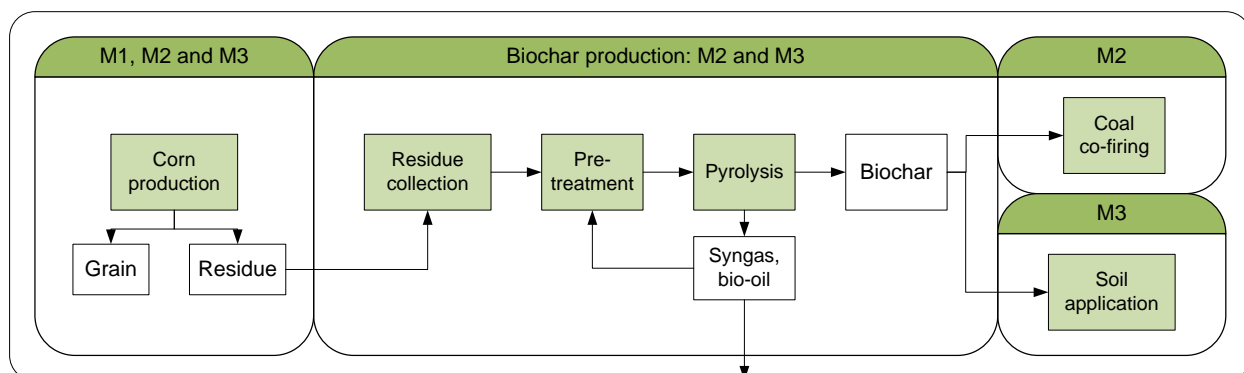 M1, M2 and M3
Biochar production: M2 and M3
M2
Corn
production
Grain
Residue
Residue
collection
Pre-
treatment
Pyrolysis
Biochar
Syngas,
bio-oil
Coal
co-firing
M3
Soil
application